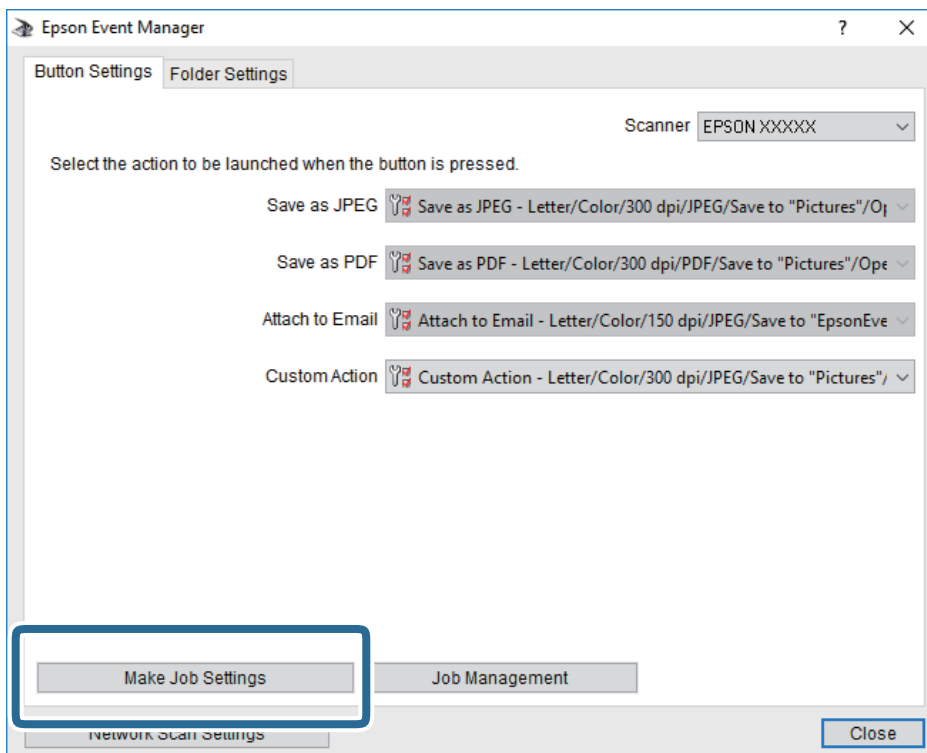 Epson Event Manager
Button Settings Folder Settings
Scanner EPSON XXXXX
Select the action to be launched when the button is pressed.
Save as JPEG Save as JPEG - Letter/Color/300 dpi/JPEG/Save to "Pictures"/Op
Save as PDF Save as PDF - Letter/Color/300 dpi/PDF/Save to "Pictures"/Ope
Attach to Email Attach to Email - Letter/Color/150 dpi/JPEG/Save to "EpsonEve
Custom Action Custom Action - Letter/Color/300 dpi/JPEG/Save to "Pictures"/
Make Job Settings Job Management
Network Scan Settings Close